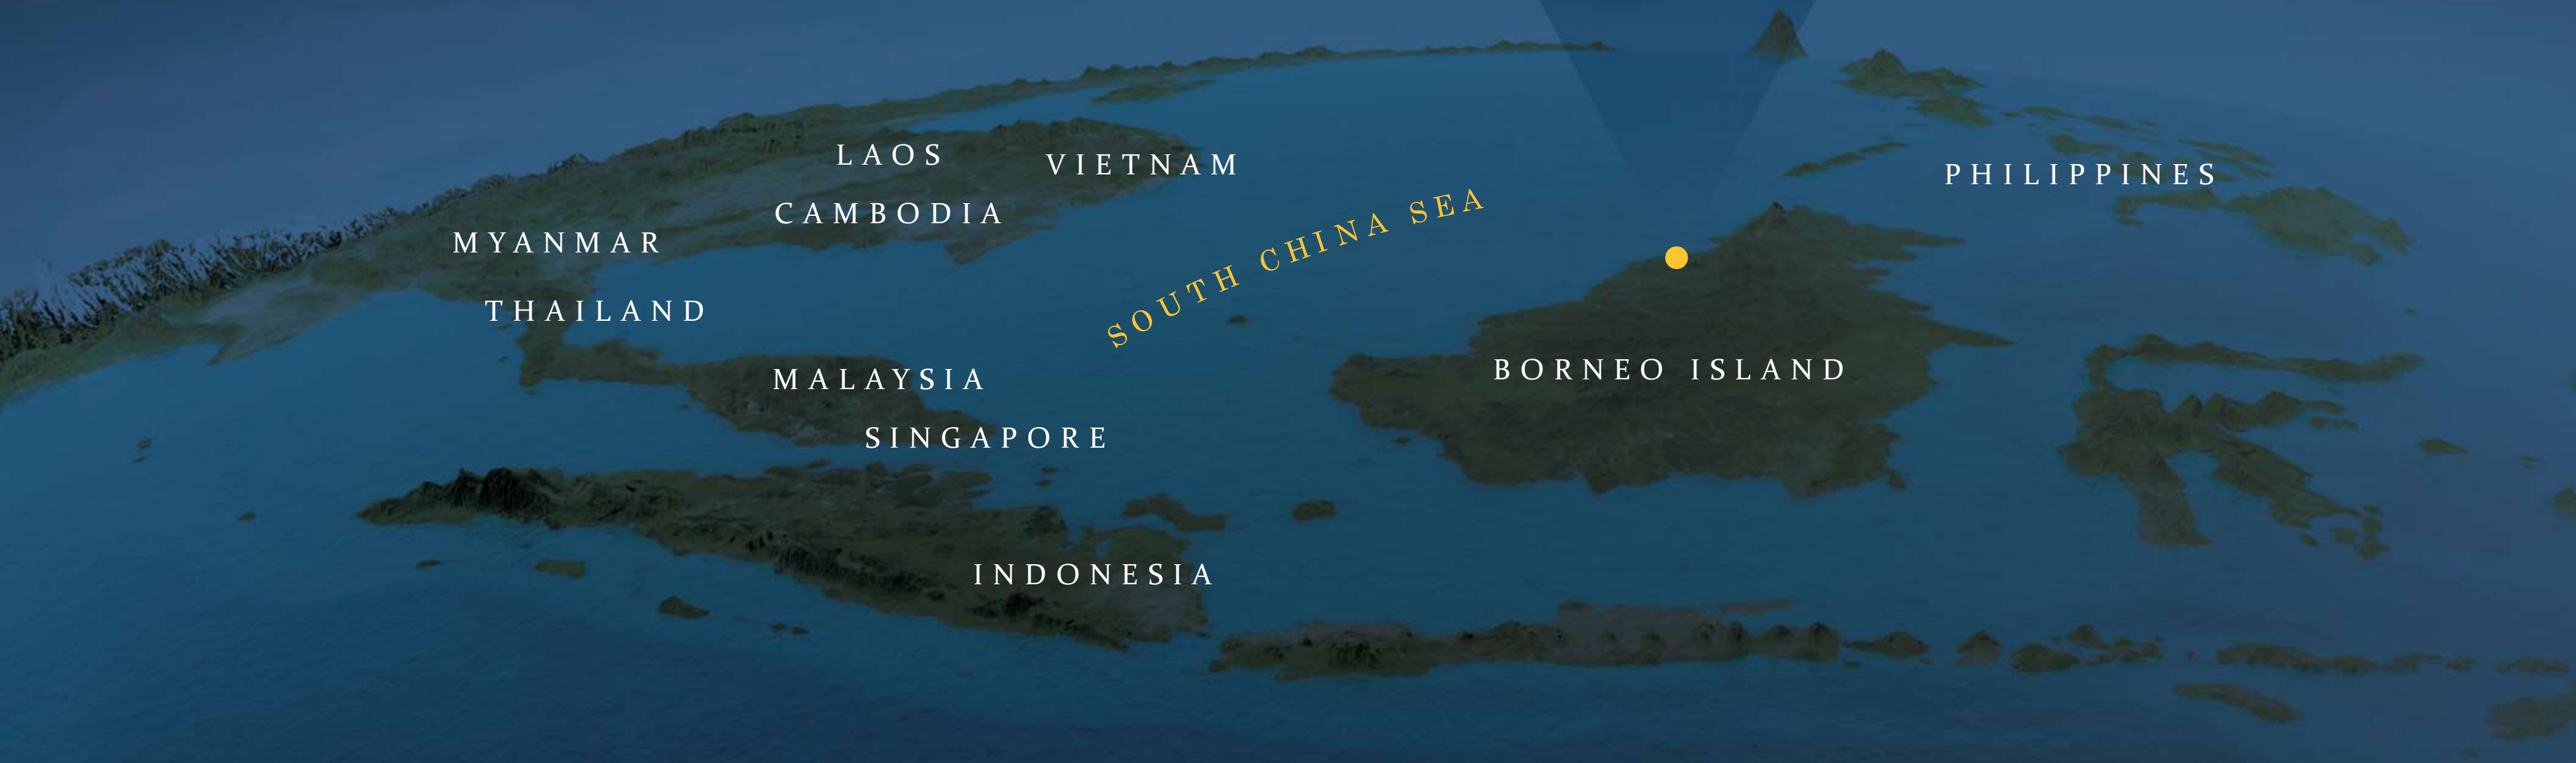 LAOS
VIETNAM
PHILIPPINES
CAMBODIA
SOUTH CHINA SEA
MYANMAR
THAILAND
BORNEO ISLAND
MALAYSIA
SINGAPORE
INDONESIA